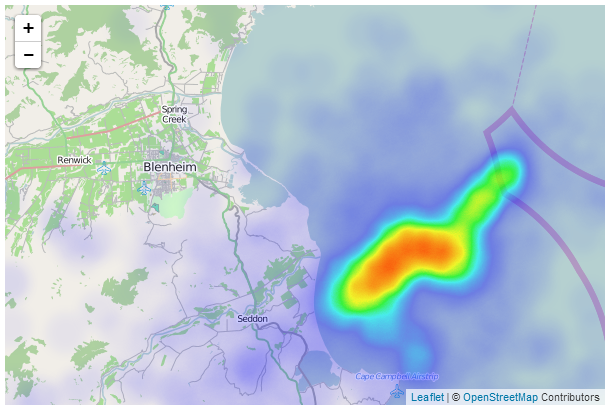 +
−
Spring
Creek
Renwick
Blenheim
Seddon
Cape Campbell Airstrip
Leaflet | © OpenStreetMap Contributors